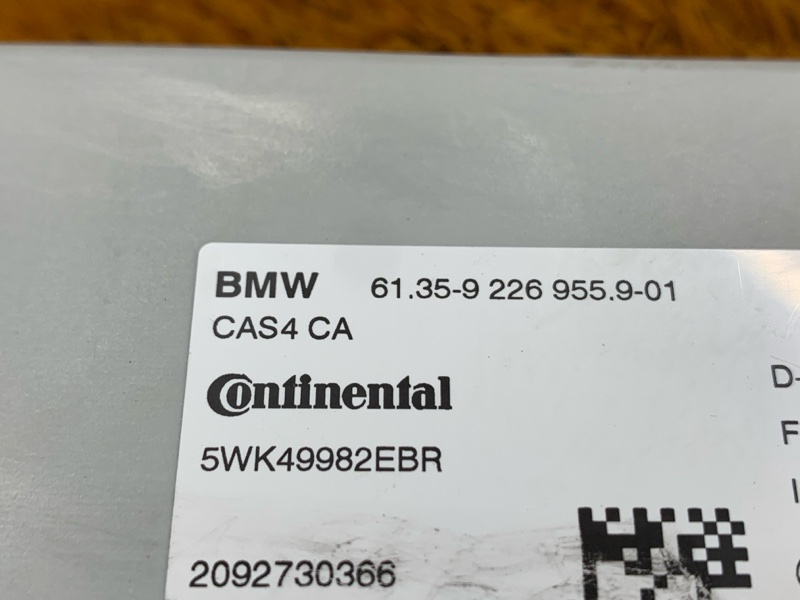 BMW 61.35-9 226 955.9-01
CAS4 CA
Continental
D-
5WK49982EBR
F
I
2092730366